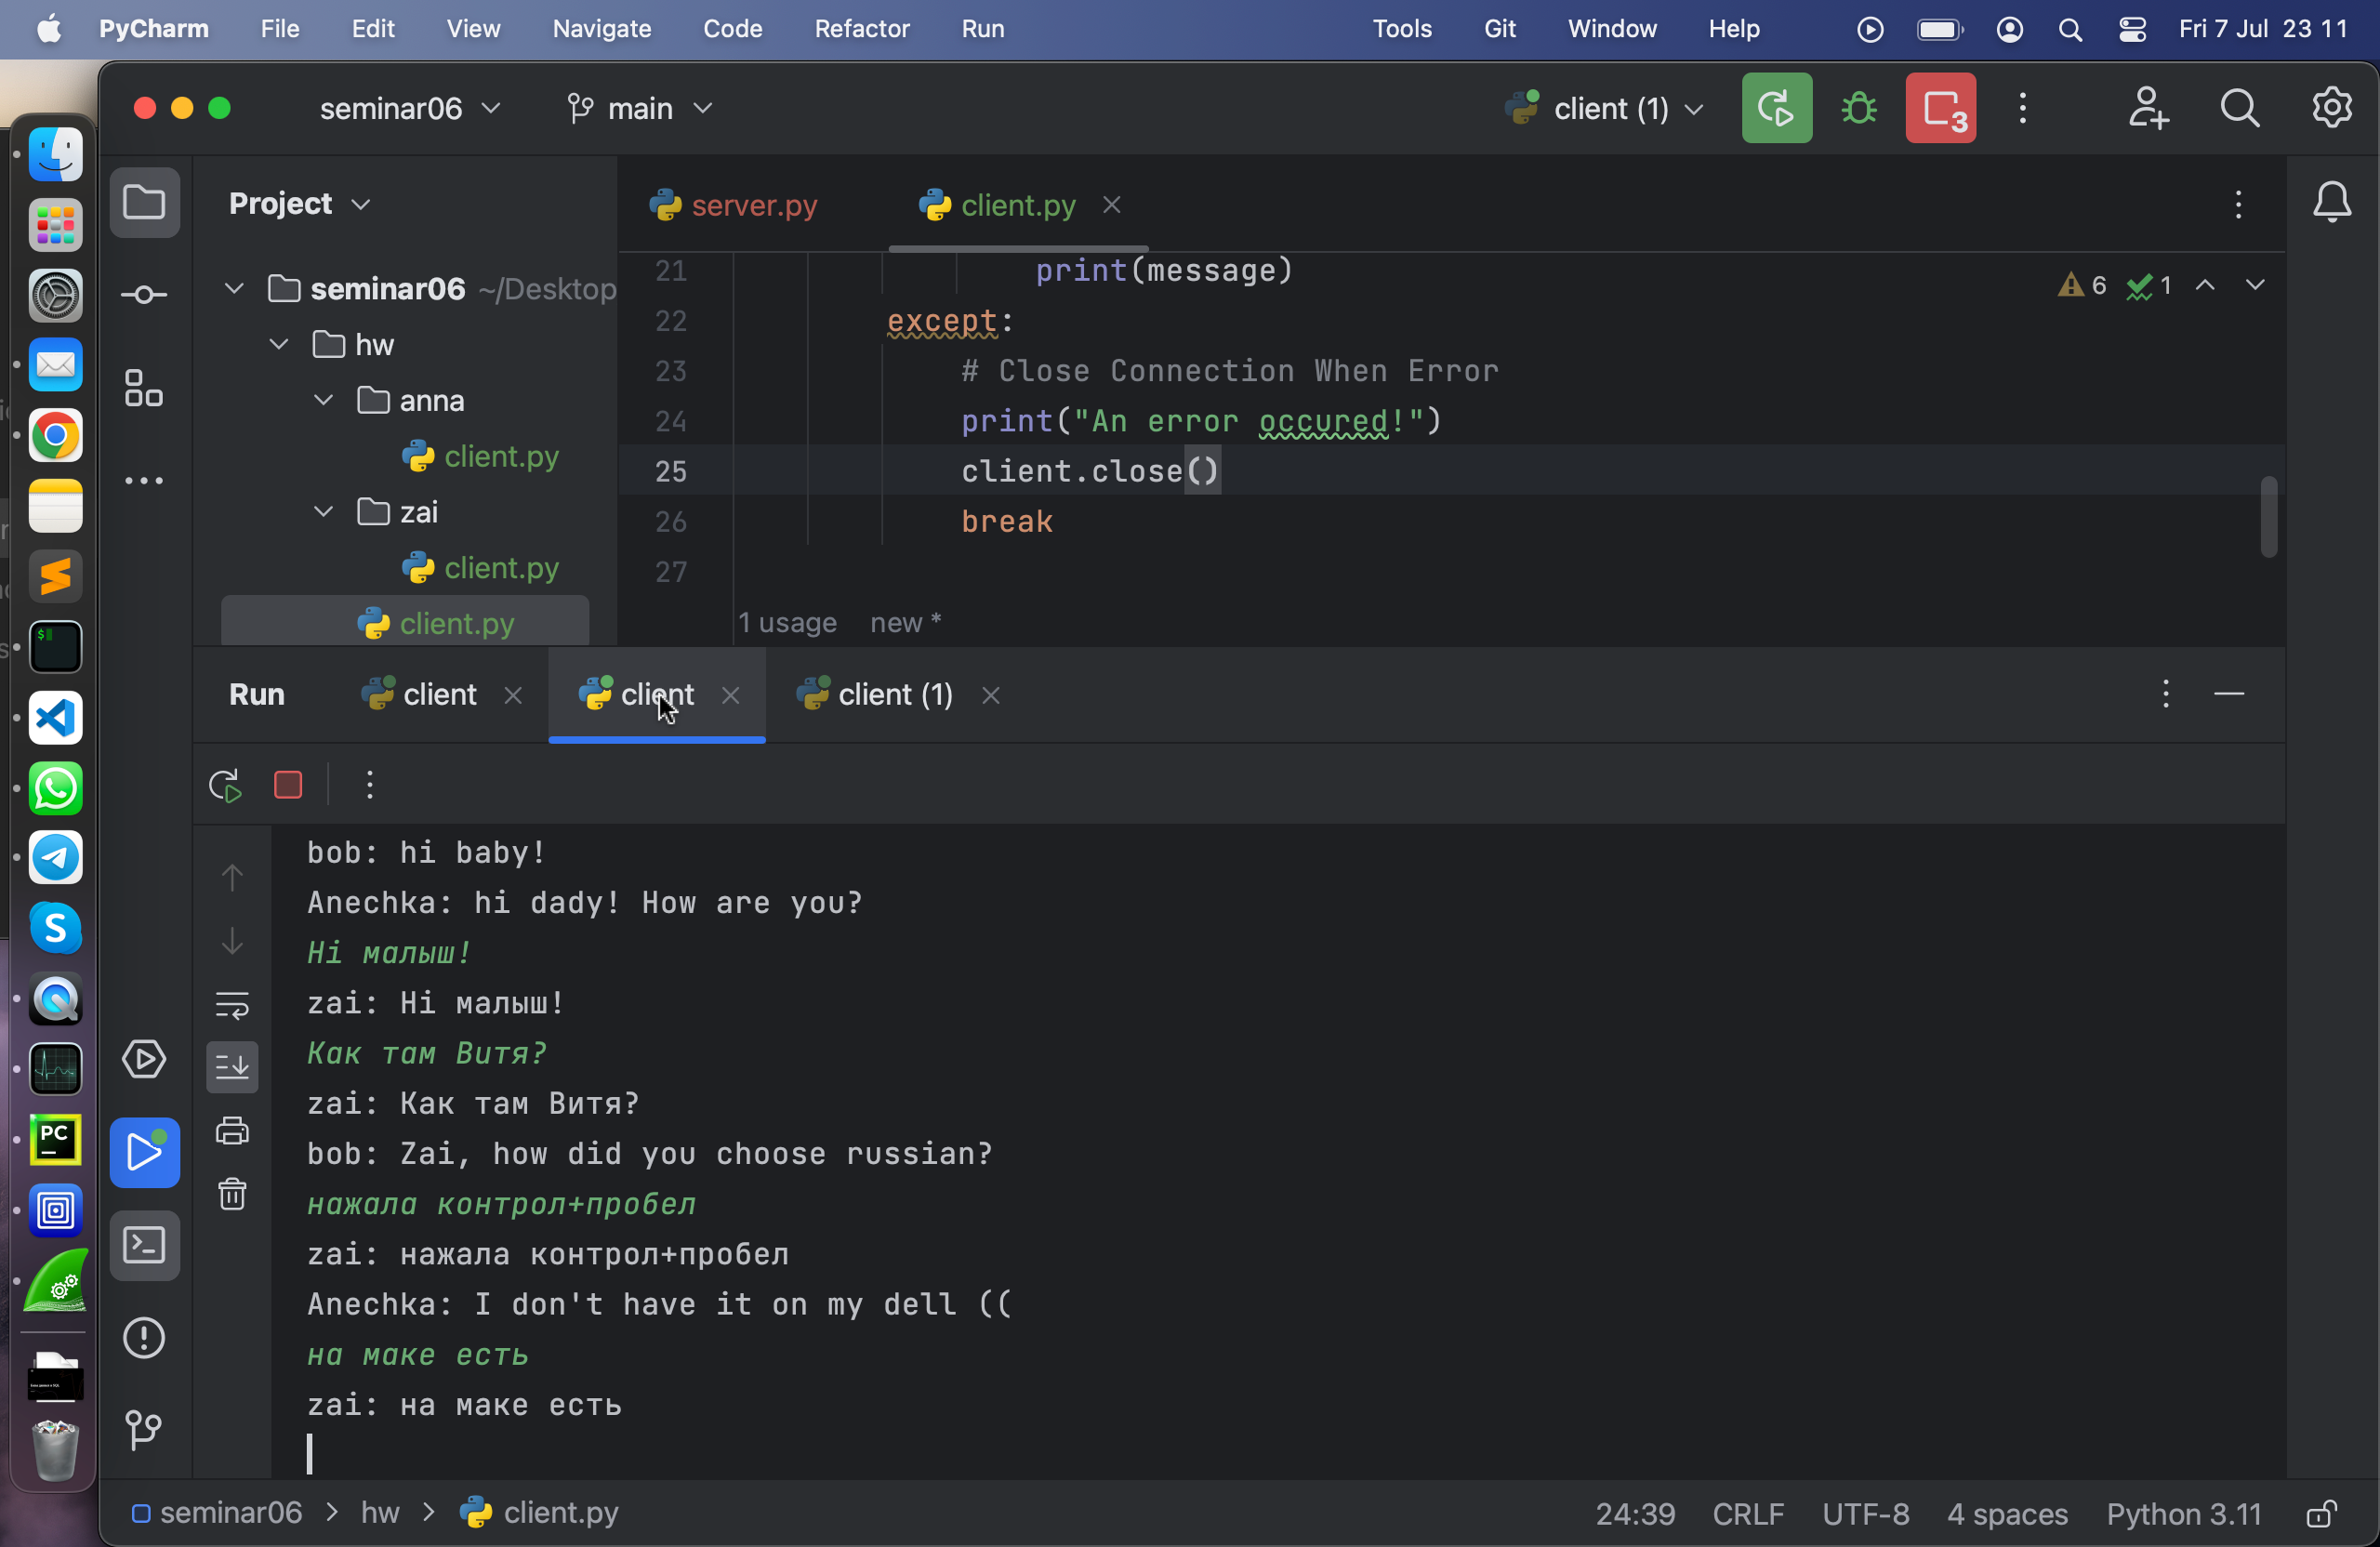 PyCharm File Edit View Navigate Code Refactor Run Tools Git Window Help Fri 7 Jul 23 11
seminar06 main client (1) 3
Project
server.py client.py
seminar06 ~/Desktop
hw
anna
client.py
zai
client.py
client.py
6 1
21 print(message)
22 except:
23 # Close Connection When Error
24 print("An error occured!")
25 client.close()
26 break
27
1 usage new *
Run client client client (1)
bob: hi baby!
Anechka: hi dady! How are you?
Hi малыш!
zai: Hi малыш!
Как там Витя?
zai: Как там Витя?
bob: Zai, how did you choose russian?
нажала контрол+пробел
zai: нажала контрол+пробел
Anechka: I don't have it on my dell ((
на маке есть
zai: на маке есть
PC
S
$
seminar06 > hw > client.py 24:39 CRLF UTF-8 4 spaces Python 3.11